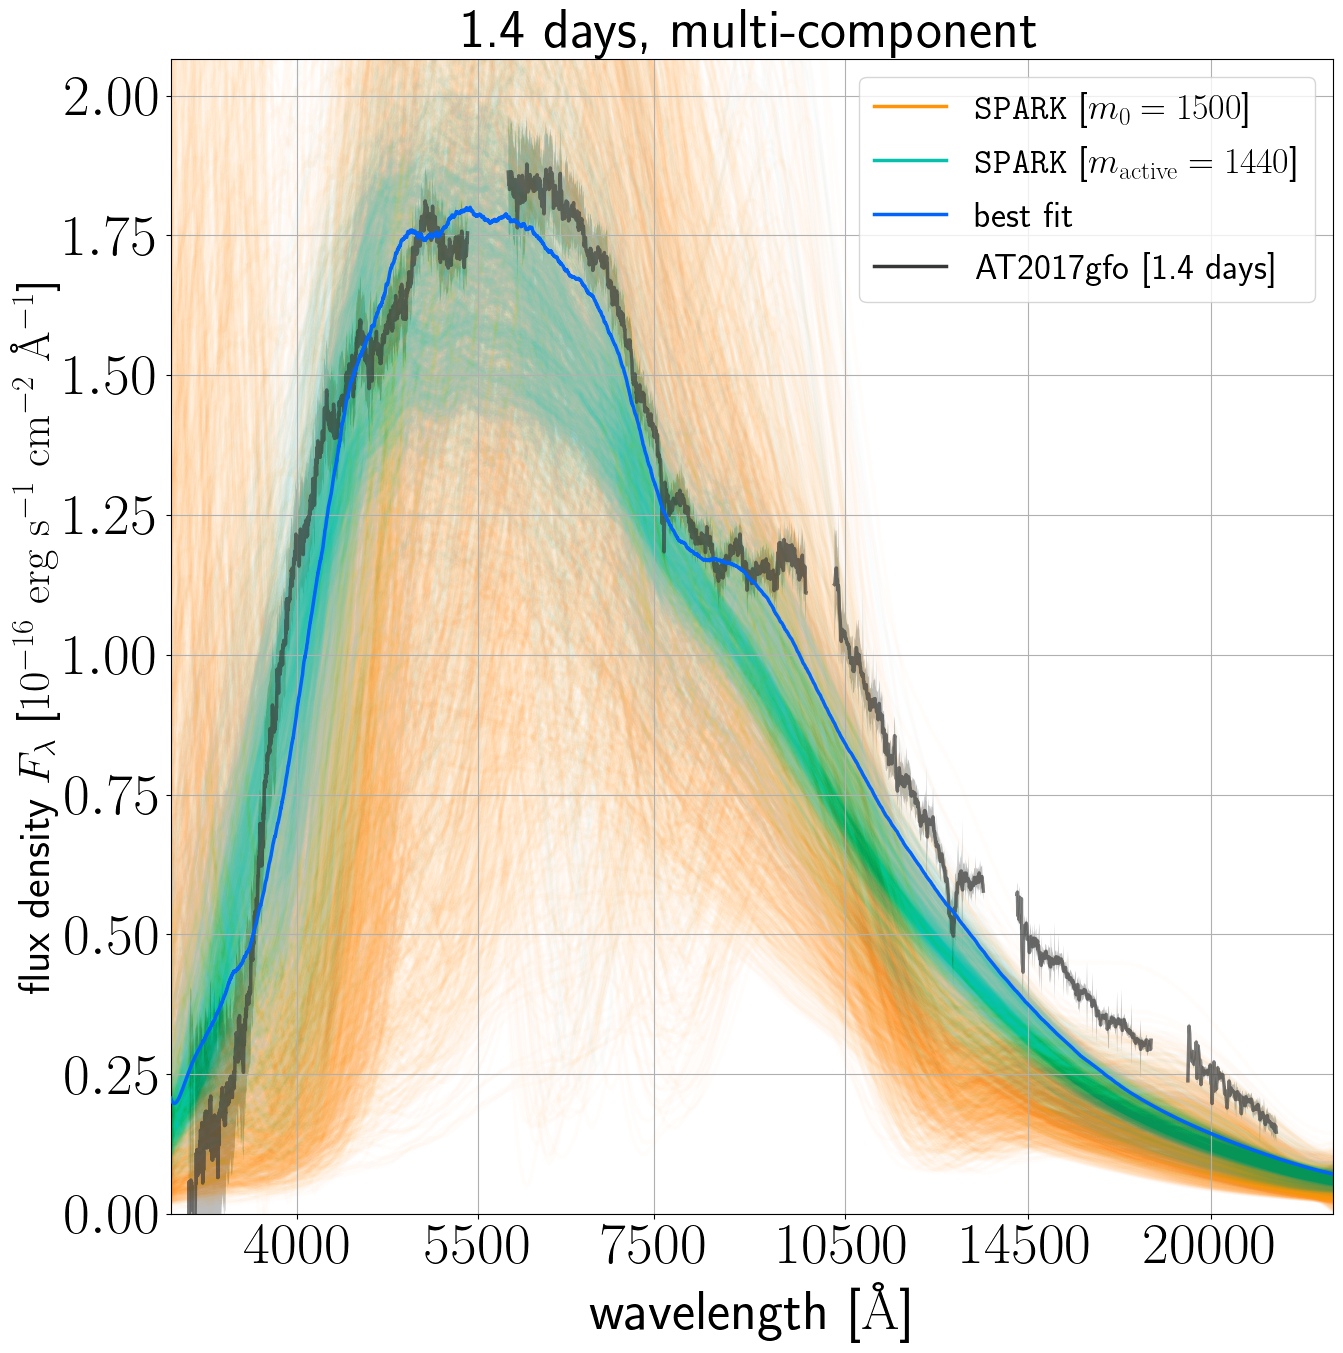 1.4 days, multi-component
SPARK [m₀ = 1500]
SPARK [m_active = 1440]
best fit
AT2017gfo [1.4 days]
flux density F_λ [10⁻¹⁶ erg s⁻¹ cm⁻² Å⁻¹]
2.00
1.75
1.50
1.25
1.00
0.75
0.50
0.25
0.00
4000 5500 7500 10500 14500 20000
wavelength [Å]